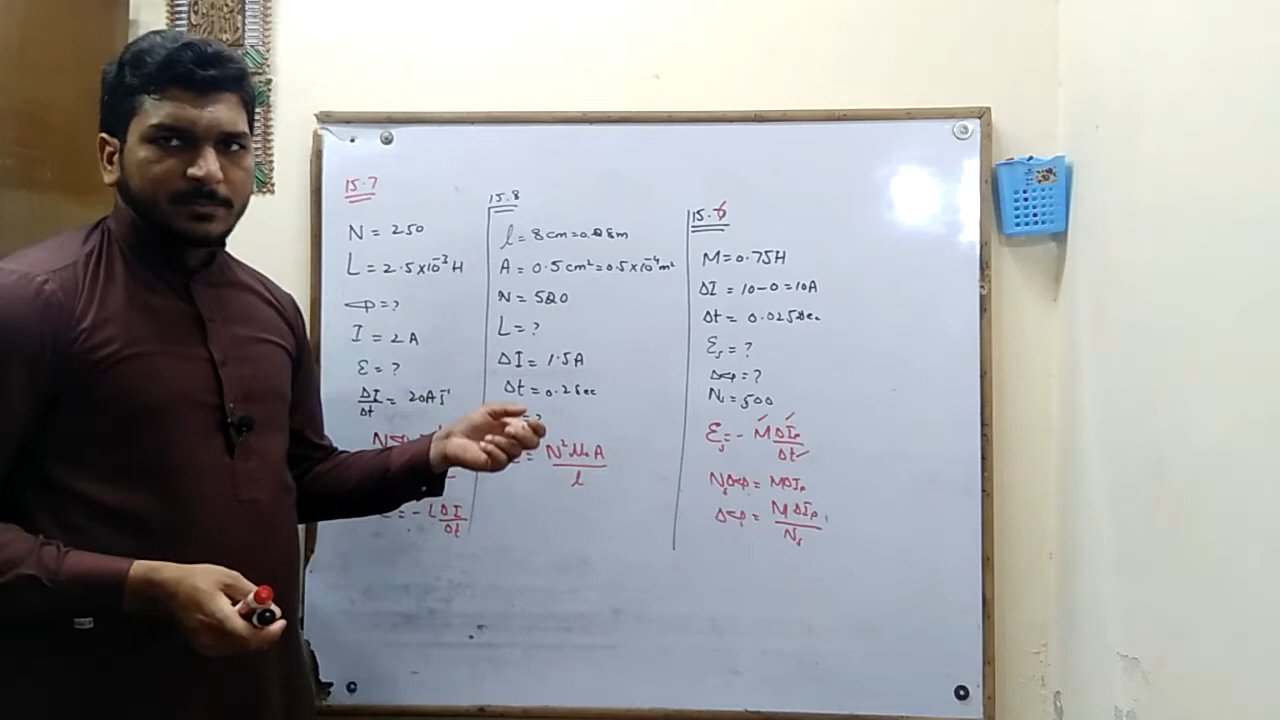 15.7
N = 250
L = 2.5×10⁻³ H
Φ = ?
I = 2A
ε = ?
ΔI/Δt = 20 A s⁻¹
= - L ΔI/Δt
15.8
l = 8cm = 0.08m
A = 0.5 cm² = 0.5×10⁻⁴ m²
N = 520
L = ?
ΔI = 1.5A
Δt = 0.2 sec
= ?
= N²μ₀A/l
15.6
M = 0.75H
ΔI = 10-0 = 10A
Δt = 0.025 sec
εs = ?
ΔΦ = ?
N = 500
εs = - MΔIp/Δt
NsΔΦ = MΔIp
ΔΦ = MΔIp/Ns